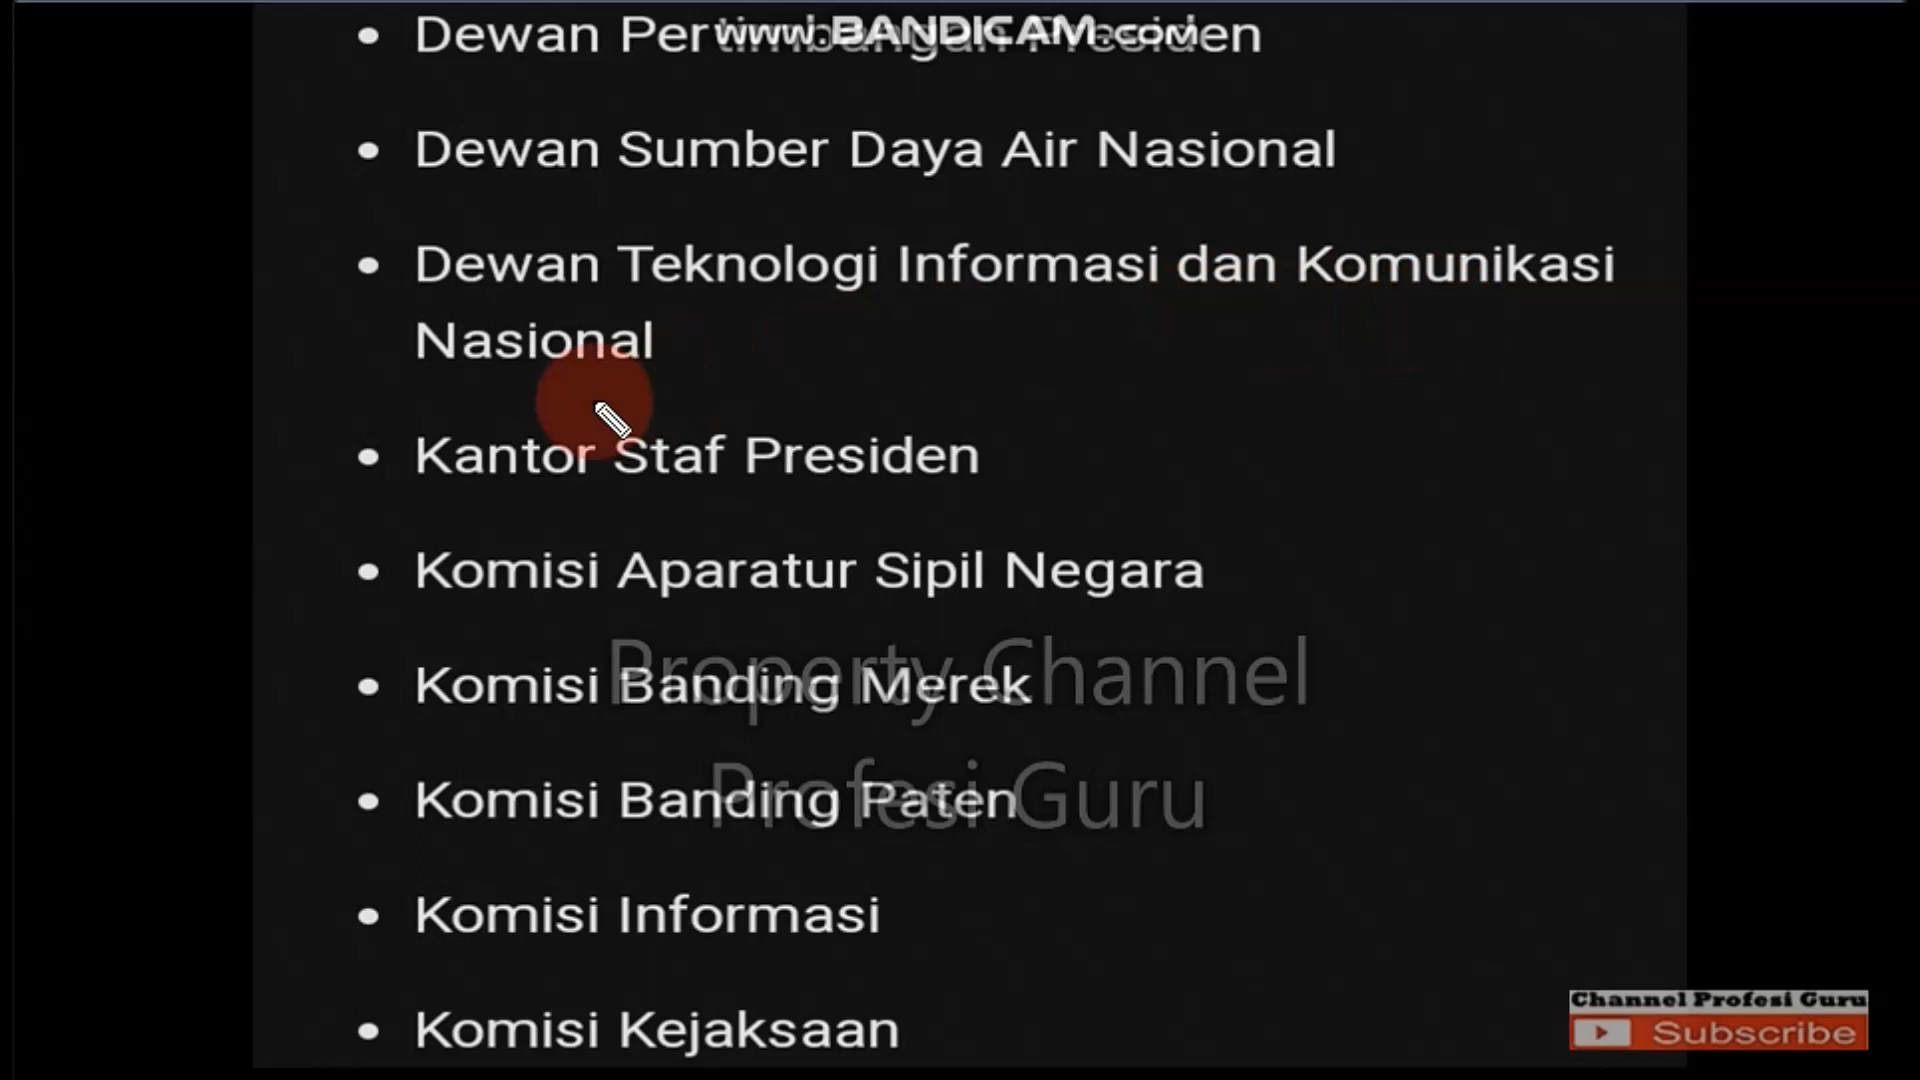 www.BANDICAM.com
Dewan Pertimbangan Presiden
Dewan Sumber Daya Air Nasional
Dewan Teknologi Informasi dan Komunikasi
Nasional
Kantor Staf Presiden
Komisi Aparatur Sipil Negara
Property Channel
Komisi Banding Merek
Profesi Guru
Komisi Banding Paten
Komisi Informasi
Channel Profesi Guru
Subscribe
Komisi Kejaksaan